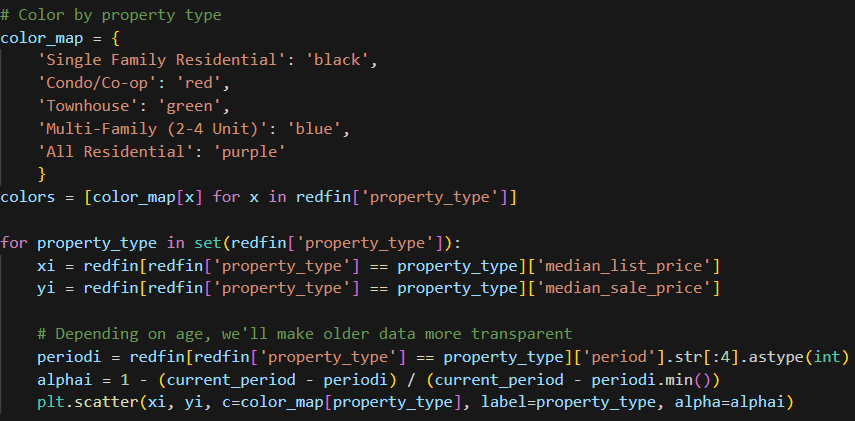 # Color by property type
color_map = {
    'Single Family Residential': 'black',
    'Condo/Co-op': 'red',
    'Townhouse': 'green',
    'Multi-Family (2-4 Unit)': 'blue',
    'All Residential': 'purple'
    }
colors = [color_map[x] for x in redfin['property_type']]

for property_type in set(redfin['property_type']):
    xi = redfin[redfin['property_type'] == property_type]['median_list_price']
    yi = redfin[redfin['property_type'] == property_type]['median_sale_price']

    # Depending on age, we'll make older data more transparent
    periodi = redfin[redfin['property_type'] == property_type]['period'].str[:4].astype(int)
    alphai = 1 - (current_period - periodi) / (current_period - periodi.min())
    plt.scatter(xi, yi, c=color_map[property_type], label=property_type, alpha=alphai)